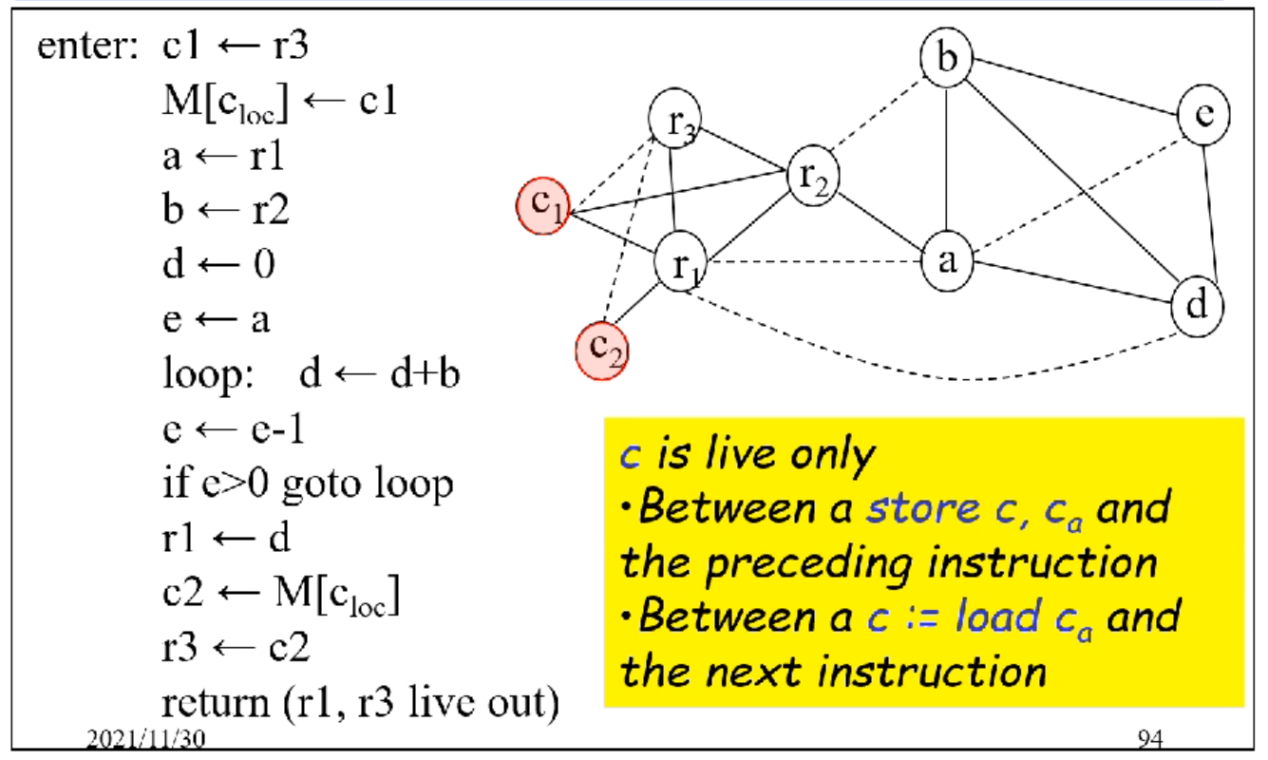 enter: c1 ← r3
M[cloc] ← c1
a ← r1
b ← r2
d ← 0
e ← a
loop: d ← d+b
e ← e-1
if e>0 goto loop
r1 ← d
c2 ← M[cloc]
r3 ← c2
return (r1, r3 live out)
b
e
r3
r2
c1
r1
a
d
c2
c is live only
•Between a store c, ca and
the preceding instruction
•Between a c := load ca and
the next instruction
2021/11/30
94